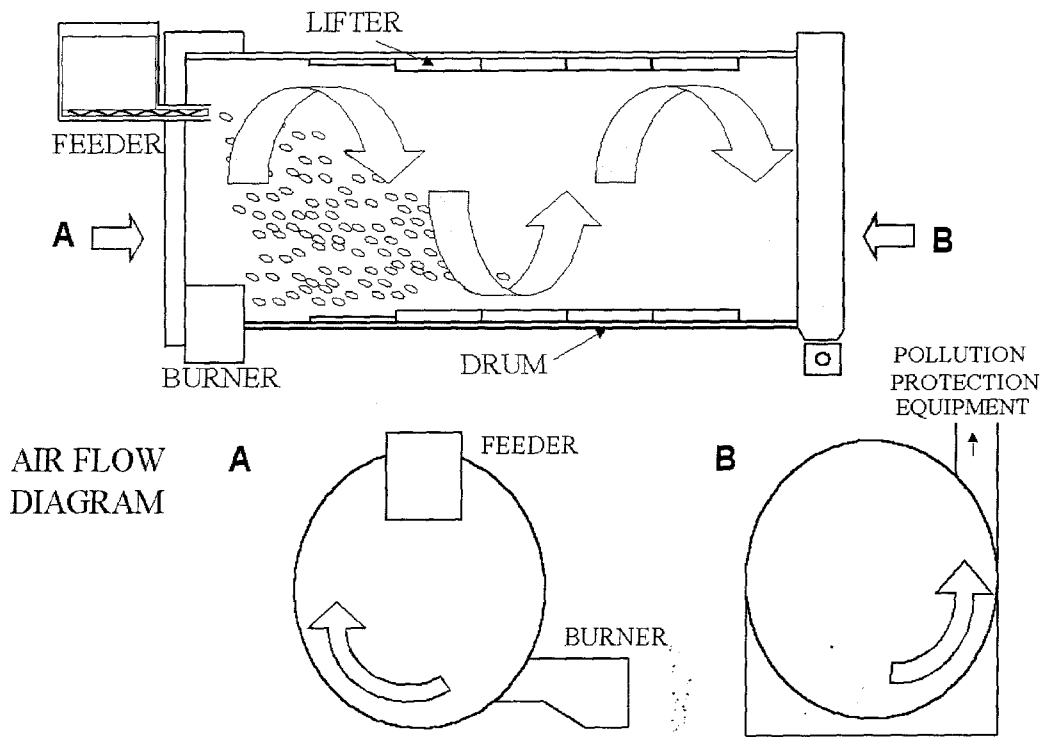 LIFTER
FEEDER
A
B
BURNER
DRUM
POLLUTION
PROTECTION
EQUIPMENT
AIR FLOW
DIAGRAM
A
FEEDER
B
BURNER